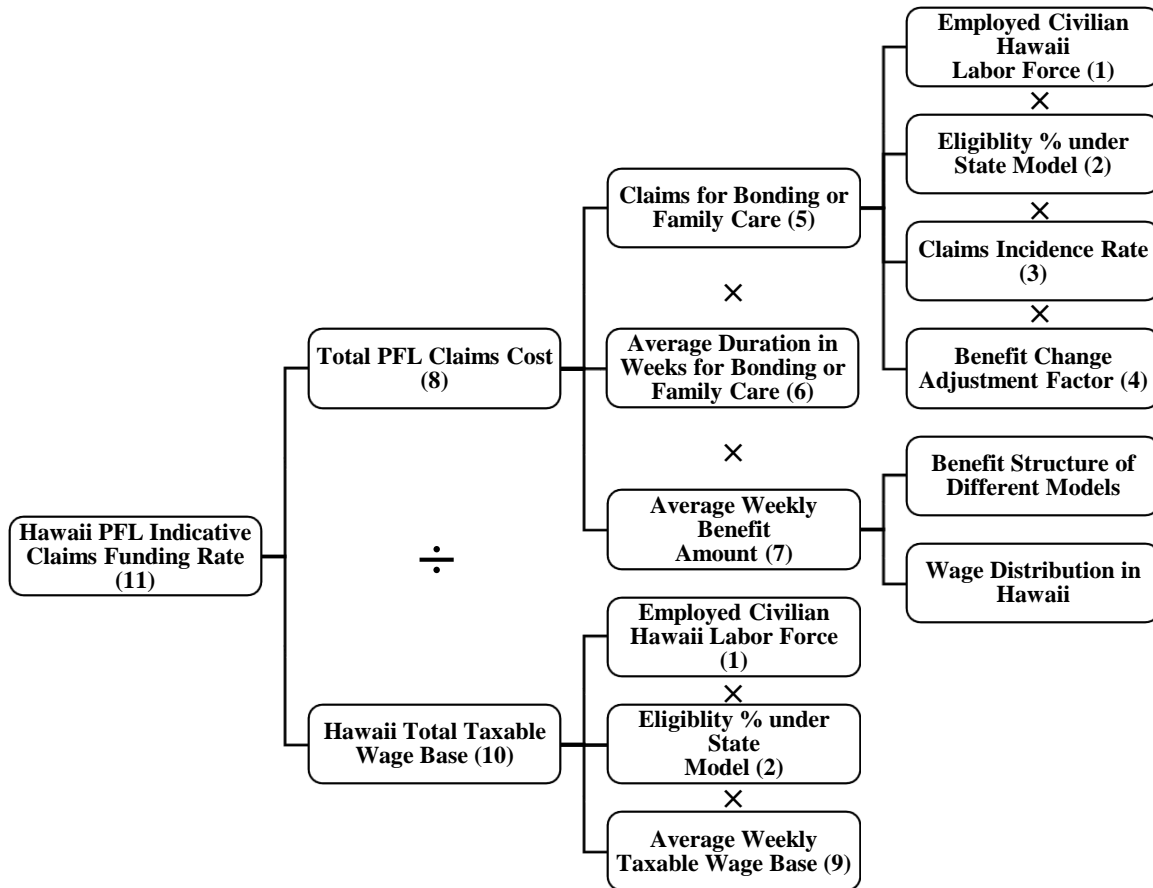 Employed Civilian
Hawaii
Labor Force (1)
×
Eligiblity % under
State Model (2)
×
Claims Incidence Rate
(3)
×
Benefit Change
Adjustment Factor (4)
Claims for Bonding or
Family Care (5)
×
Average Duration in
Weeks for Bonding or
Family Care (6)
×
Average Weekly
Benefit
Amount (7)
Benefit Structure of
Different Models
Wage Distribution in
Hawaii
Total PFL Claims Cost
(8)
Hawaii PFL Indicative
Claims Funding Rate
(11)
÷
Employed Civilian
Hawaii Labor Force
(1)
×
Eligiblity % under
State
Model (2)
×
Average Weekly
Taxable Wage Base (9)
Hawaii Total Taxable
Wage Base (10)